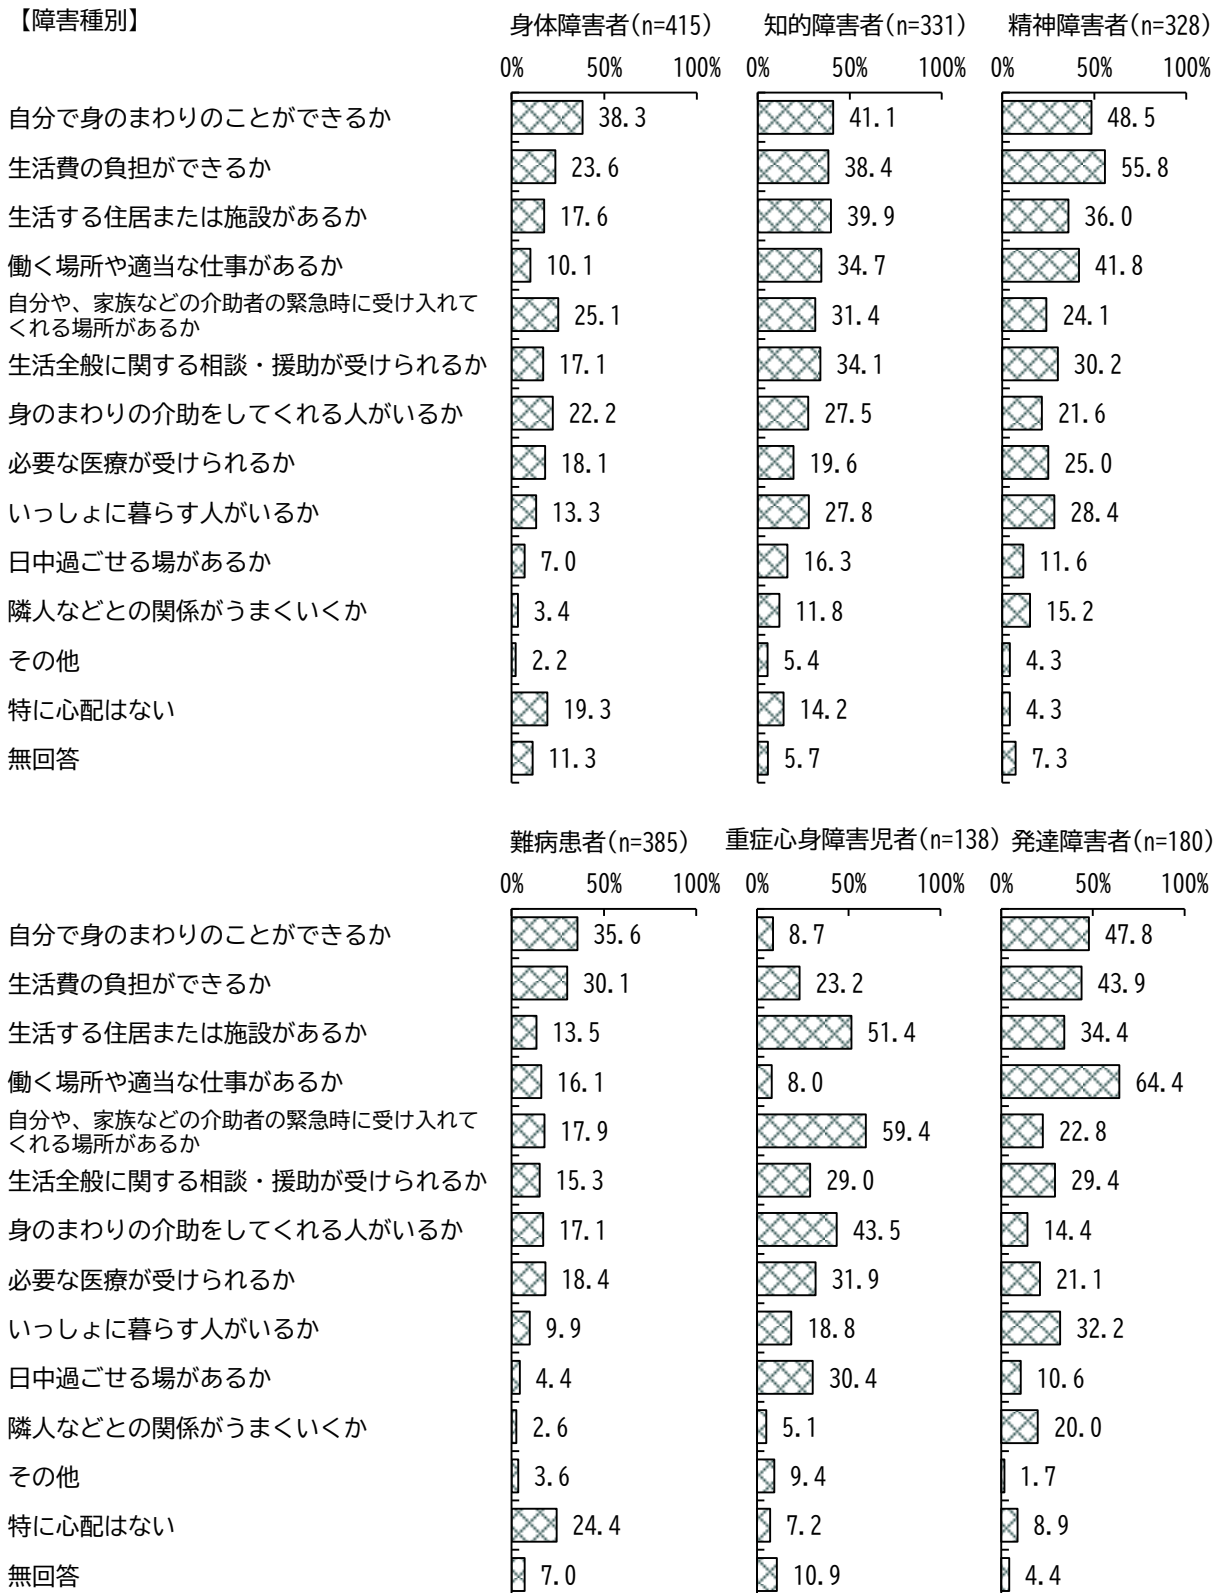 【障害種別】
身体障害者(n=415) 知的障害者(n=331) 精神障害者(n=328)
0% 50% 100% 0% 50% 100% 0% 50% 100%
自分で身のまわりのことができるか 38.3 41.1 48.5
生活費の負担ができるか 23.6 38.4 55.8
生活する住居または施設があるか 17.6 39.9 36.0
働く場所や適当な仕事があるか 10.1 34.7 41.8
自分や、家族などの介助者の緊急時に受け入れて
くれる場所があるか 25.1 31.4 24.1
生活全般に関する相談・援助が受けられるか 17.1 34.1 30.2
身のまわりの介助をしてくれる人がいるか 22.2 27.5 21.6
必要な医療が受けられるか 18.1 19.6 25.0
いっしょに暮らす人がいるか 13.3 27.8 28.4
日中過ごせる場があるか 7.0 16.3 11.6
隣人などとの関係がうまくいくか 3.4 11.8 15.2
その他 2.2 5.4 4.3
特に心配はない 19.3 14.2 4.3
無回答 11.3 5.7 7.3
難病患者(n=385) 重症心身障害児者(n=138) 発達障害者(n=180)
0% 50% 100% 0% 50% 100% 0% 50% 100%
自分で身のまわりのことができるか 35.6 8.7 47.8
生活費の負担ができるか 30.1 23.2 43.9
生活する住居または施設があるか 13.5 51.4 34.4
働く場所や適当な仕事があるか 16.1 8.0 64.4
自分や、家族などの介助者の緊急時に受け入れて
くれる場所があるか 17.9 59.4 22.8
生活全般に関する相談・援助が受けられるか 15.3 29.0 29.4
身のまわりの介助をしてくれる人がいるか 17.1 43.5 14.4
必要な医療が受けられるか 18.4 31.9 21.1
いっしょに暮らす人がいるか 9.9 18.8 32.2
日中過ごせる場があるか 4.4 30.4 10.6
隣人などとの関係がうまくいくか 2.6 5.1 20.0
その他 3.6 9.4 1.7
特に心配はない 24.4 7.2 8.9
無回答 7.0 10.9 4.4